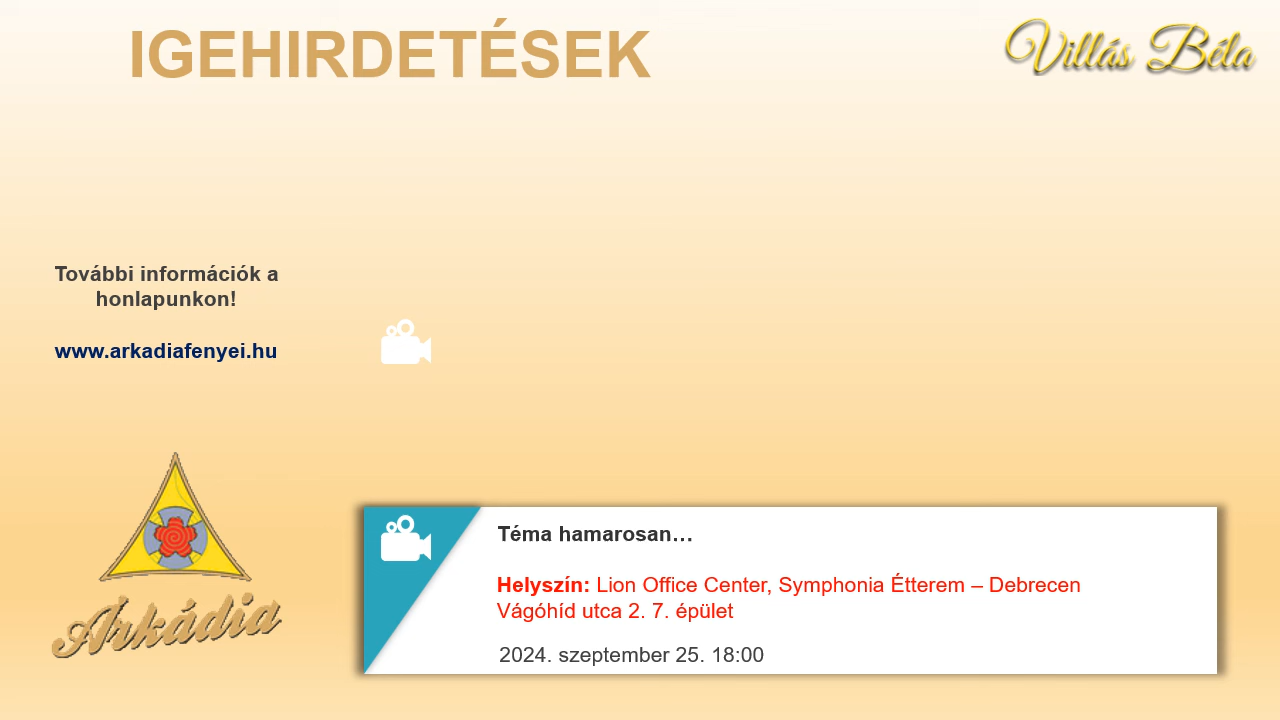 IGEHIRDETÉSEK
Villás Béla
További információk a
honlapunkon!
www.arkadiafenyei.hu
Árkádia
Téma hamarosan…
Helyszín: Lion Office Center, Symphonia Étterem – Debrecen
Vágóhíd utca 2. 7. épület
2024. szeptember 25. 18:00